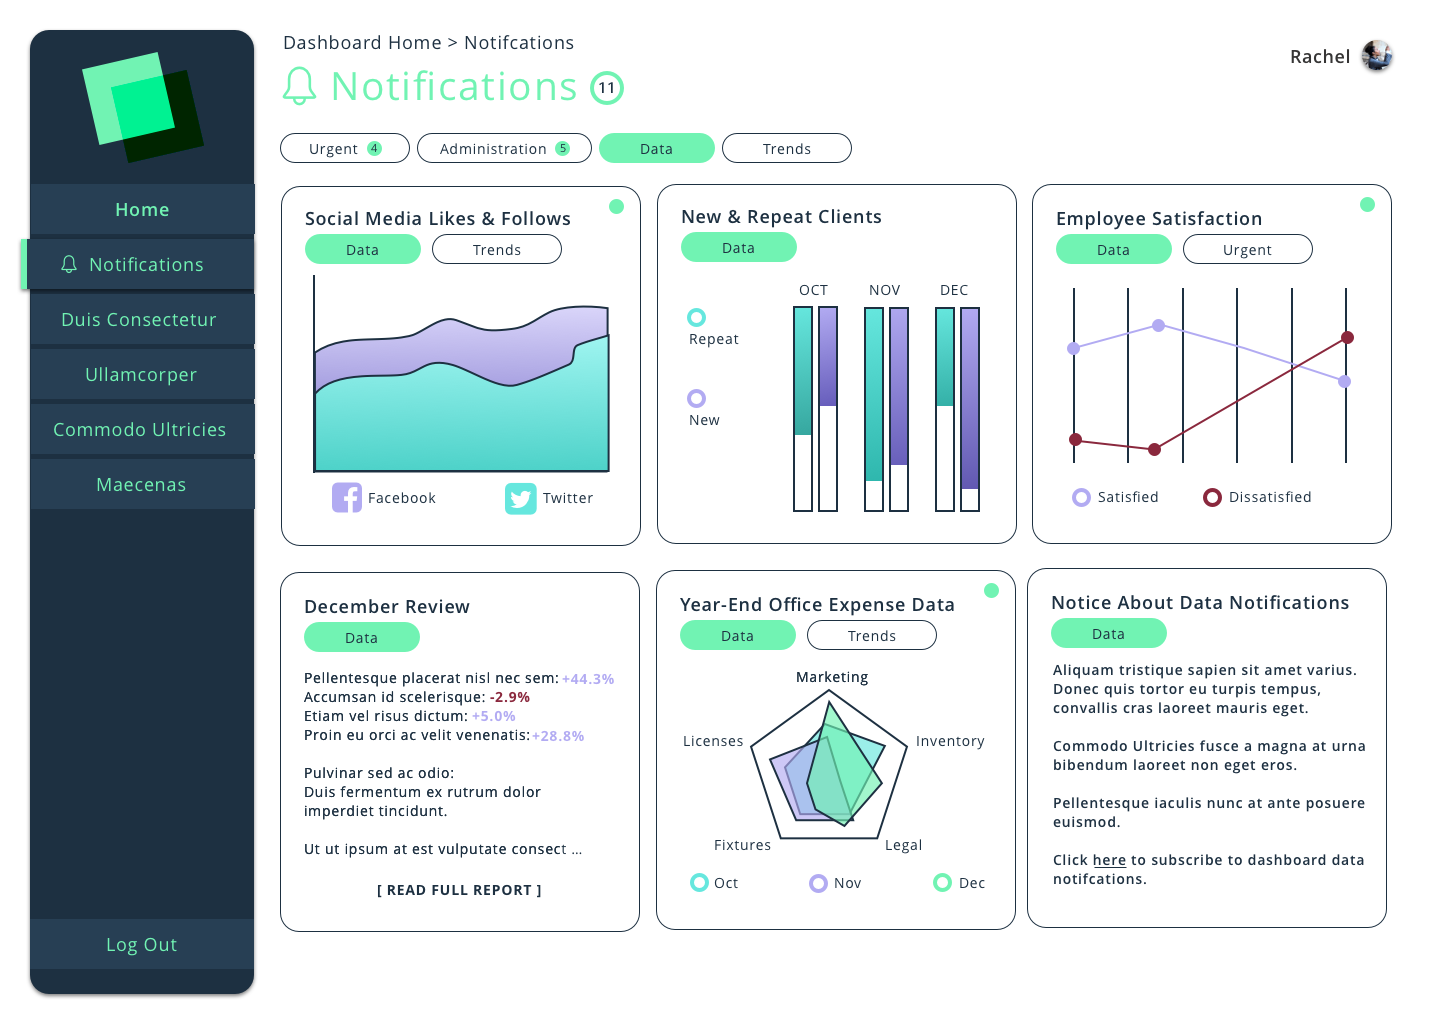 Dashboard Home > Notifcations
Rachel
Notifications 11
Urgent 4 Administration 5 Data Trends
Home
Notifications
Duis Consectetur
Ullamcorper
Commodo Ultricies
Maecenas
Log Out
Social Media Likes & Follows
Data Trends
Facebook Twitter
New & Repeat Clients
Data
OCT NOV DEC
Repeat
New
Employee Satisfaction
Data Urgent
Satisfied Dissatisfied
December Review
Data
Pellentesque placerat nisl nec sem: +44.3%
Accumsan id scelerisque: -2.9%
Etiam vel risus dictum: +5.0%
Proin eu orci ac velit venenatis: +28.8%
Pulvinar sed ac odio:
Duis fermentum ex rutrum dolor
imperdiet tincidunt.
Ut ut ipsum at est vulputate consect ...
[ READ FULL REPORT ]
Year-End Office Expense Data
Data Trends
Marketing
Licenses Inventory
Fixtures Legal
Oct Nov Dec
Notice About Data Notifications
Data
Aliquam tristique sapien sit amet varius.
Donec quis tortor eu turpis tempus,
convallis cras laoreet mauris eget.
Commodo Ultricies fusce a magna at urna
bibendum laoreet non eget eros.
Pellentesque iaculis nunc at ante posuere
euismod.
Click here to subscribe to dashboard data
notifcations.